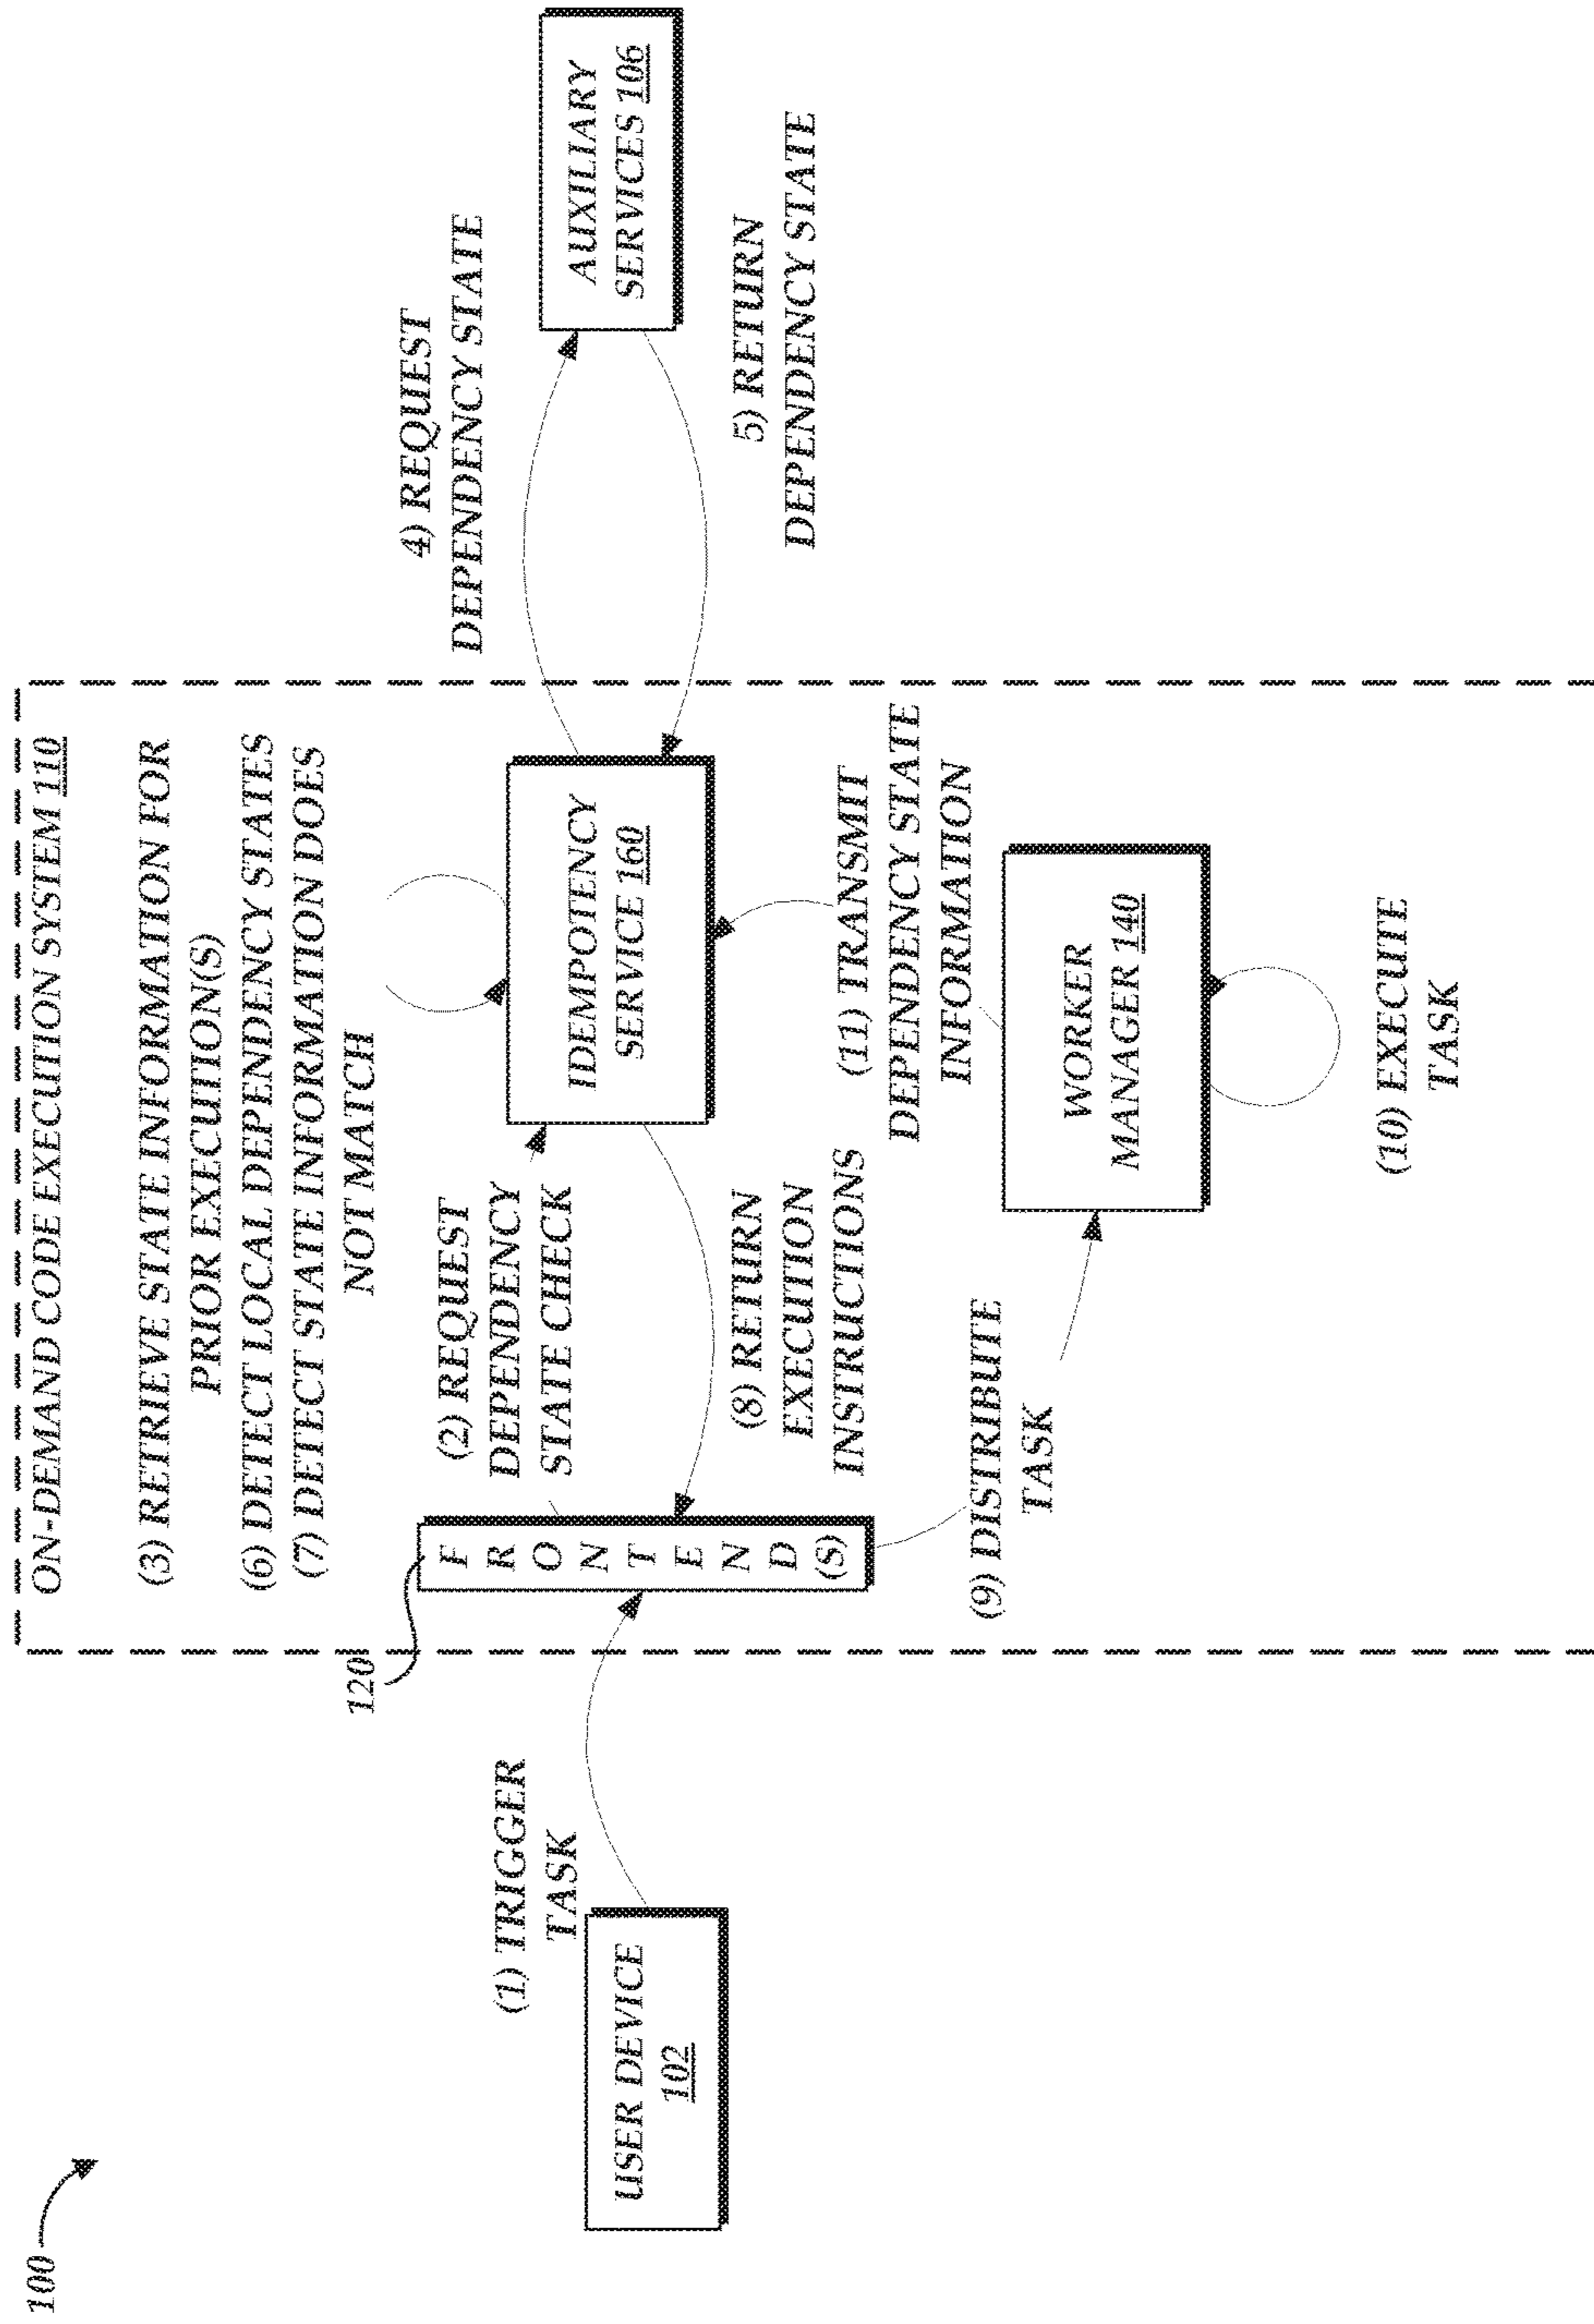 100
ON-DEMAND CODE EXECUTION SYSTEM 110
(3) RETRIEVE STATE INFORMATION FOR
PRIOR EXECUTION(S)
(6) DETECT LOCAL DEPENDENCY STATES
(7) DETECT STATE INFORMATION DOES
NOT MATCH
120
(1) TRIGGER
TASK
USER DEVICE
102
FRONTEND(S)
(2) REQUEST
DEPENDENCY
STATE CHECK
IDEMPOTENCY
SERVICE 160
4) REQUEST
DEPENDENCY STATE
AUXILIARY
SERVICES 106
5) RETURN
DEPENDENCY STATE
(8) RETURN
EXECUTION
INSTRUCTIONS
(11) TRANSMIT
DEPENDENCY STATE
INFORMATION
(9) DISTRIBUTE
TASK
WORKER
MANAGER 140
(10) EXECUTE
TASK